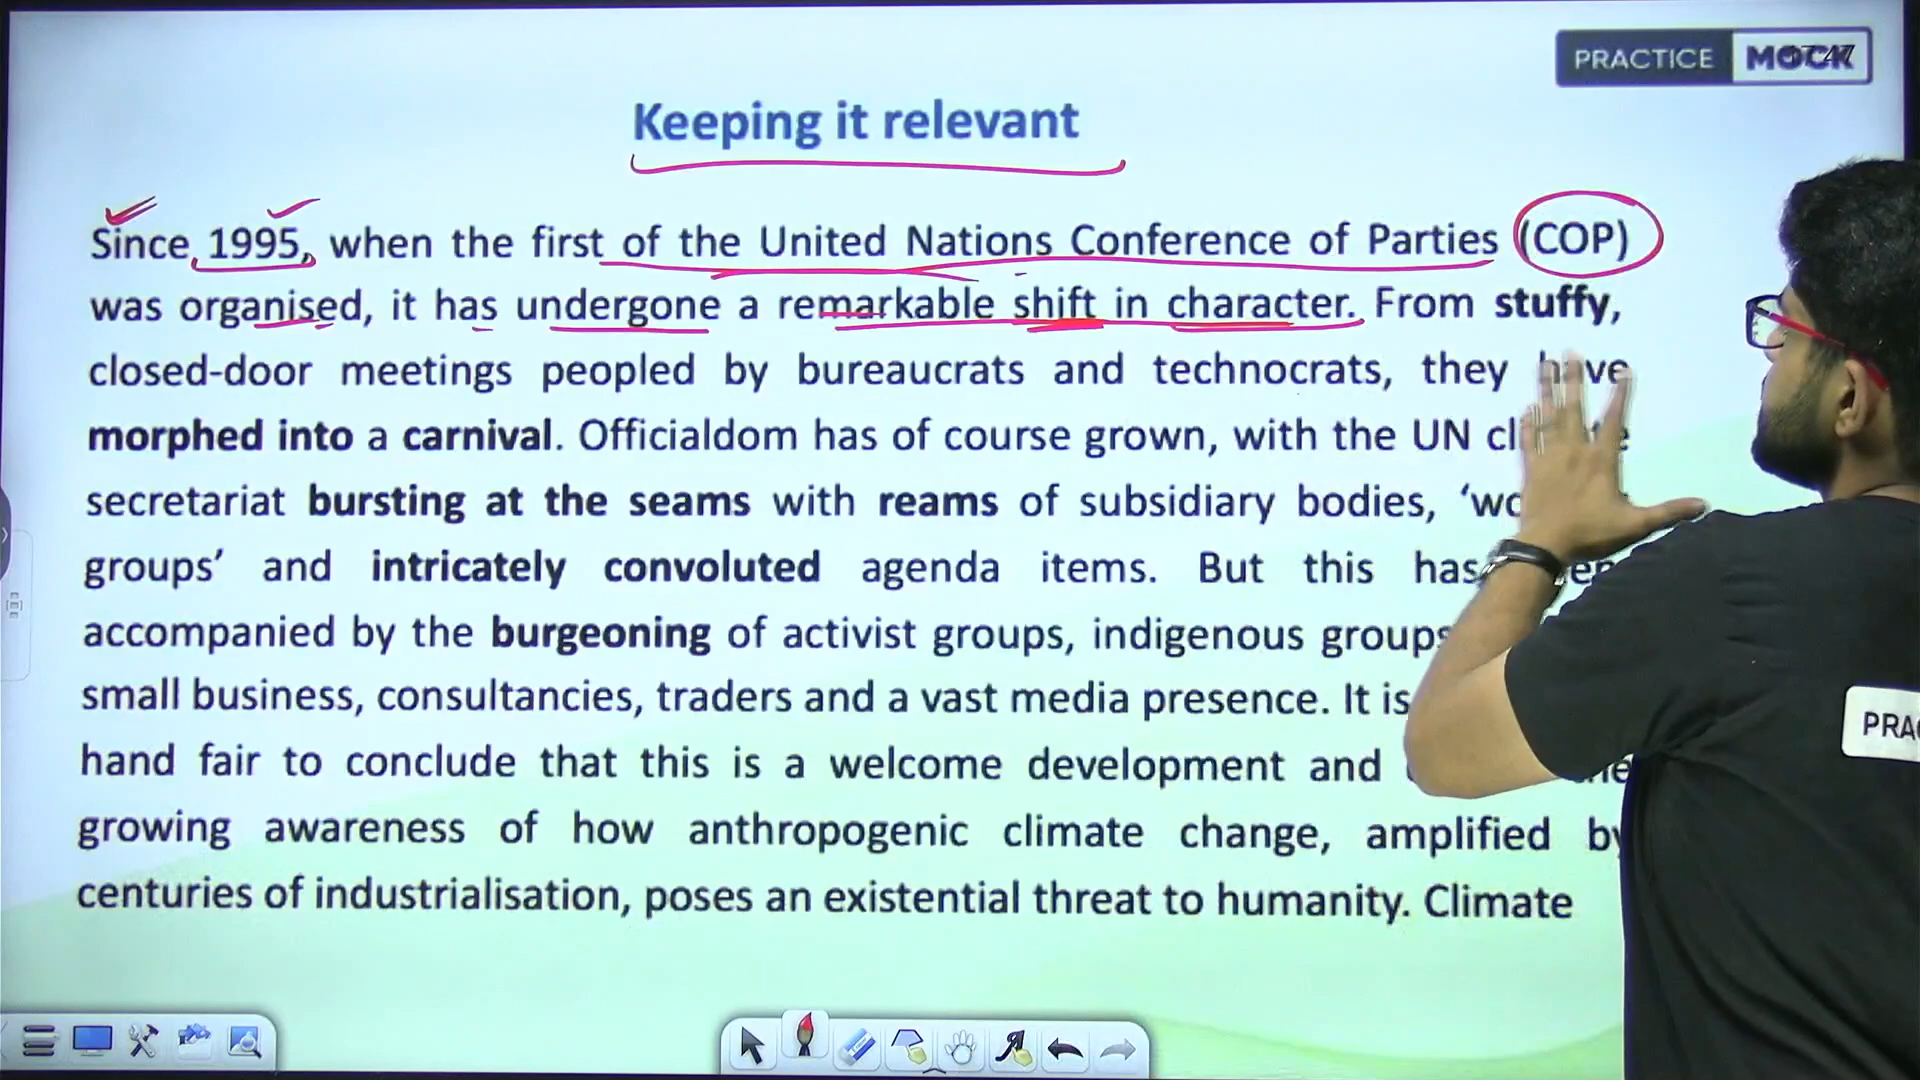 PRACTICE MOCK
Keeping it relevant
Since 1995, when the first of the United Nations Conference of Parties (COP)
was organised, it has undergone a remarkable shift in character. From stuffy,
closed-door meetings peopled by bureaucrats and technocrats, they have
morphed into a carnival. Officialdom has of course grown, with the UN
secretariat bursting at the seams with reams of subsidiary bodies,
groups’ and intricately convoluted agenda items. But this has
accompanied by the burgeoning of activist groups, indigenous groups
small business, consultancies, traders and a vast media presence. It is
hand fair to conclude that this is a welcome development and
growing awareness of how anthropogenic climate change, amplified by
centuries of industrialisation, poses an existential threat to humanity. Climate
PRAC